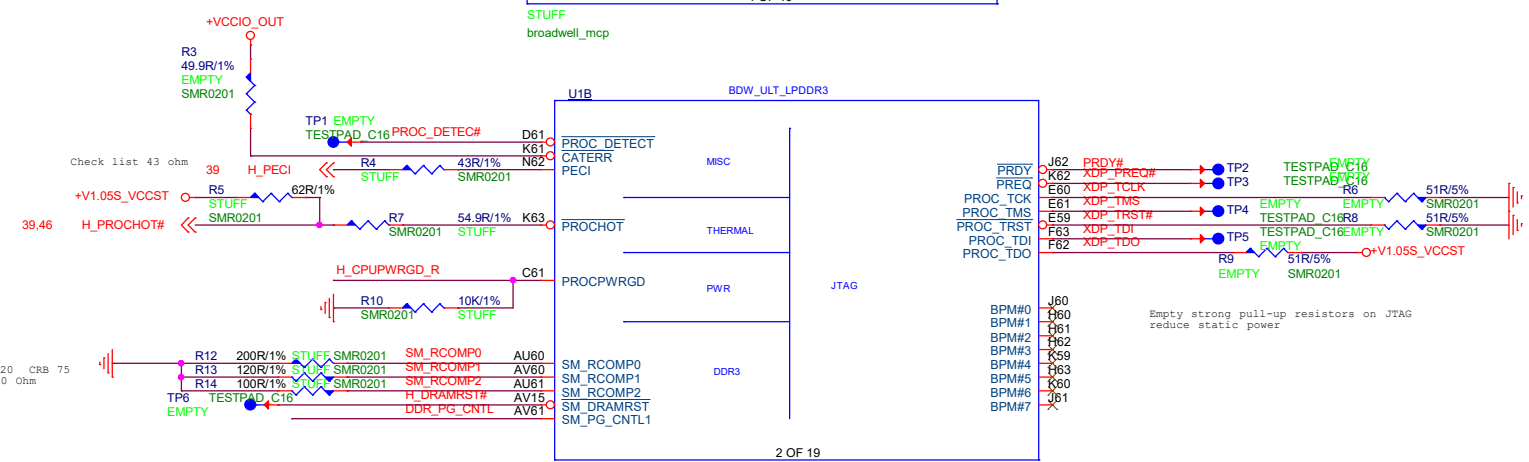 STUFF
broadwell_mcp
+VCCIO_OUT
R3
49.9R/1%
EMPTY
SMR0201
U1B
BDW_ULT_LPDDR3
TP1 EMPTY
TESTPAD_C16 PROC_DETEC# D61 PROC_DETECT
K61 CATERR
Check list 43 ohm
39 H_PECI R4 43R/1% N62 PECI
STUFF SMR0201
MISC
+V1.05S_VCCST R5 62R/1%
STUFF
SMR0201
39,46 H_PROCHOT# R7 54.9R/1% K63 PROCHOT
SMR0201 STUFF
THERMAL
H_CPUPWRGD_R C61 PROCPWRGD
R10 10K/1%
SMR0201 STUFF
PWR
JTAG
20 CRB 75
0 Ohm
R12 200R/1% STUFF SMR0201 SM_RCOMP0 AU60 SM_RCOMP0
R13 120R/1% STUFF SMR0201 SM_RCOMP1 AV60 SM_RCOMP1
R14 100R/1% STUFF SMR0201 SM_RCOMP2 AU61 SM_RCOMP2
TP6 TESTPAD_C16 H_DRAMRST# AV15 SM_DRAMRST
EMPTY
DDR_PG_CNTL AV61 SM_PG_CNTL1
DDR3
PRDY J62 PRDY# TP2 TESTPAD_C16 EMPTY
PREQ K62 XDP_PREQ# TP3 TESTPAD_C16 EMPTY
PROC_TCK E60 XDP_TCLK R6 51R/5%
EMPTY SMR0201
PROC_TMS E61 XDP_TMS TP4 EMPTY
TESTPAD_C16
PROC_TRST E59 XDP_TRST# R8 51R/5%
EMPTY SMR0201
PROC_TDI F63 XDP_TDI TP5 TESTPAD_C16
EMPTY
PROC_TDO F62 XDP_TDO R9 51R/5% +V1.05S_VCCST
EMPTY SMR0201
BPM#0 J60
BPM#1 H60
BPM#2 H61
BPM#3 H62
BPM#4 K59
BPM#5 H63
BPM#6 K60
BPM#7 J61
Empty strong pull-up resistors on JTAG
reduce static power
2 OF 19